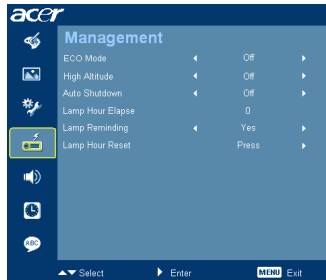 acer
Management
ECO Mode Off
High Altitude Off
Auto Shutdown Off
Lamp Hour Elapse 0
Lamp Reminding Yes
Lamp Hour Reset Press
ABC
Select Enter MENU Exit